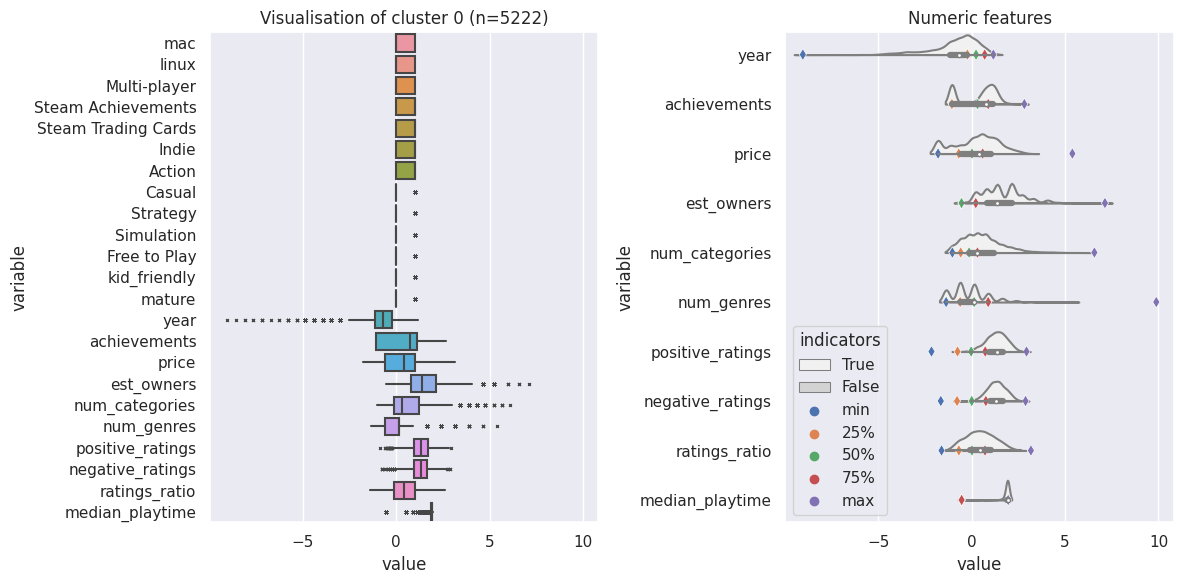 Visualisation of cluster 0 (n=5222)
variable
mac
linux
Multi-player
Steam Achievements
Steam Trading Cards
Indie
Action
Casual
Strategy
Simulation
Free to Play
kid_friendly
mature
year
achievements
price
est_owners
num_categories
num_genres
positive_ratings
negative_ratings
ratings_ratio
median_playtime
−5 0 5 10
value
Numeric features
variable
year
achievements
price
est_owners
num_categories
num_genres
positive_ratings
negative_ratings
ratings_ratio
median_playtime
indicators
True
False
min
25%
50%
75%
max
−5 0 5 10
value